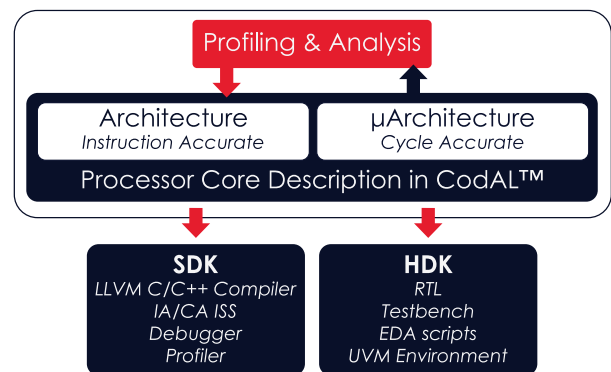 Profiling & Analysis
Architecture
Instruction Accurate
µArchitecture
Cycle Accurate
Processor Core Description in CodAL™
SDK
LLVM C/C++ Compiler
IA/CA ISS
Debugger
Profiler
HDK
RTL
Testbench
EDA scripts
UVM Environment